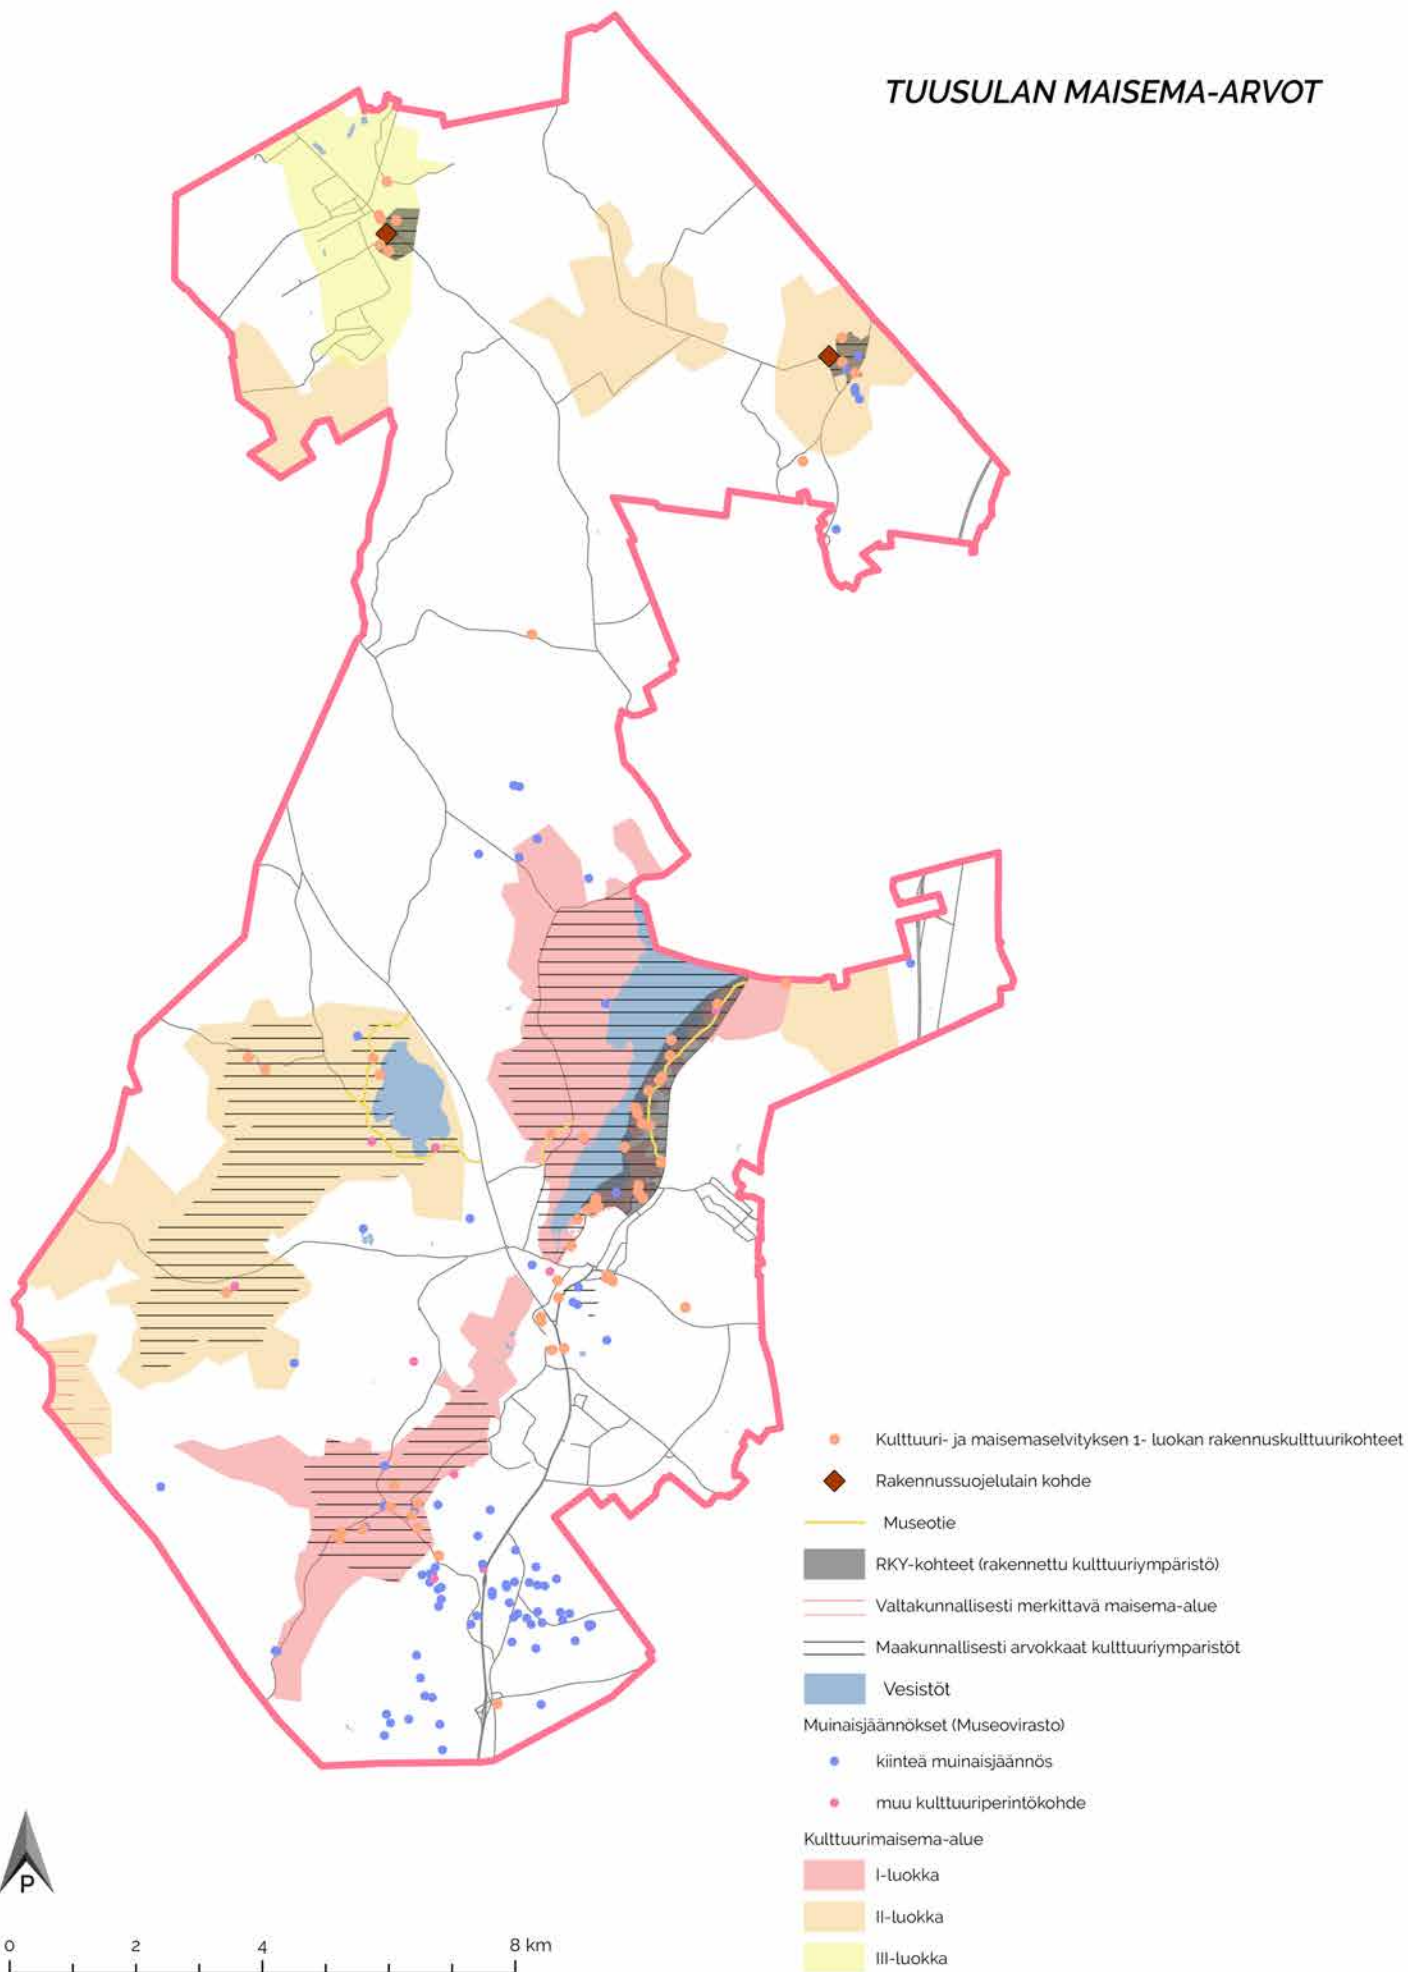 TUUSULAN MAISEMA-ARVOT
Kulttuuri- ja maisemaselvityksen 1- luokan rakennuskulttuurikohteet
Rakennussuojelulain kohde
Museotie
RKY-kohteet (rakennettu kulttuuriympäristö)
Valtakunnallisesti merkittävä maisema-alue
Maakunnallisesti arvokkaat kulttuuriymparistöt
Vesistöt
Muinaisjäännökset (Museovirasto)
kiinteä muinaisjäännös
muu kulttuuriperintökohde
Kulttuurimaisema-alue
I-luokka
II-luokka
III-luokka
P
0 2 4 8 km